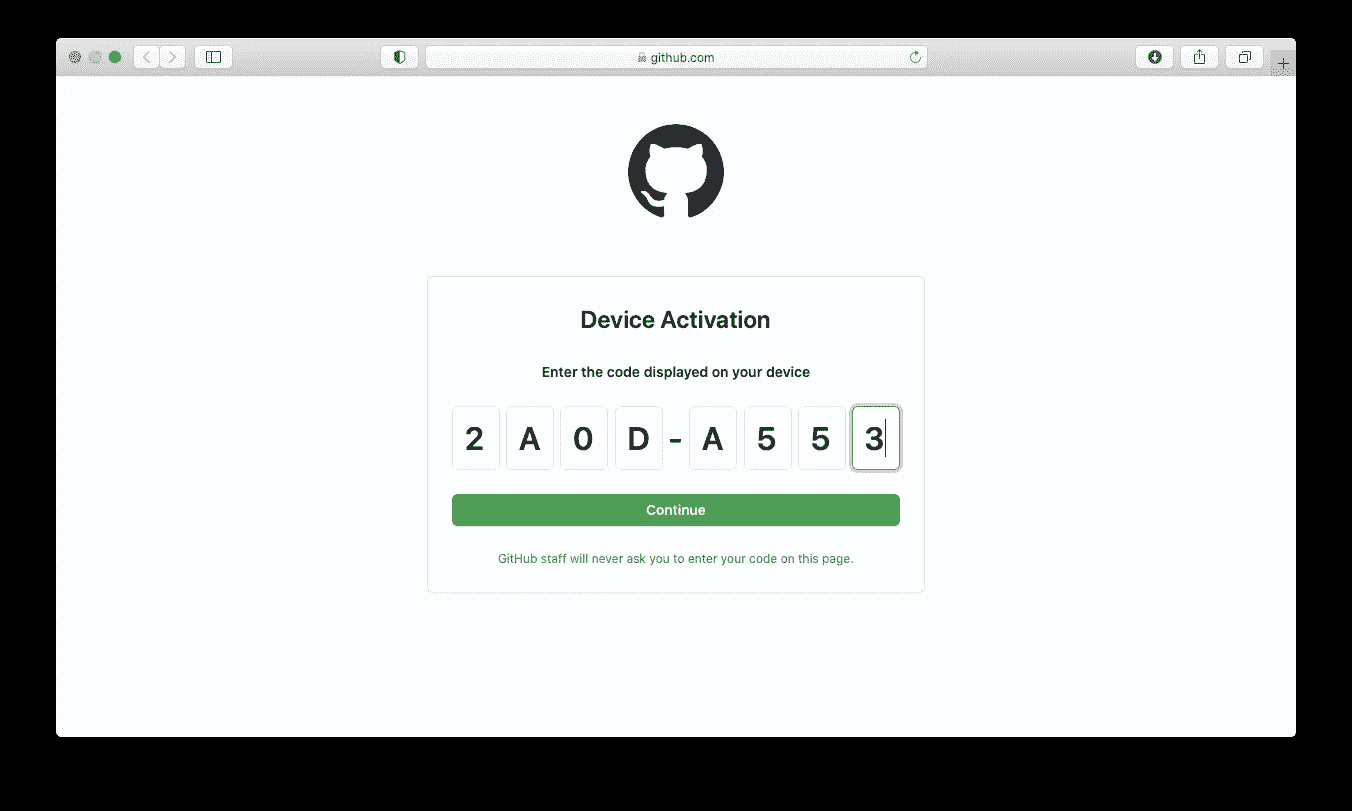 github.com
Device Activation
Enter the code displayed on your device
2 A 0 D - A 5 5 3
Continue
GitHub staff will never ask you to enter your code on this page.